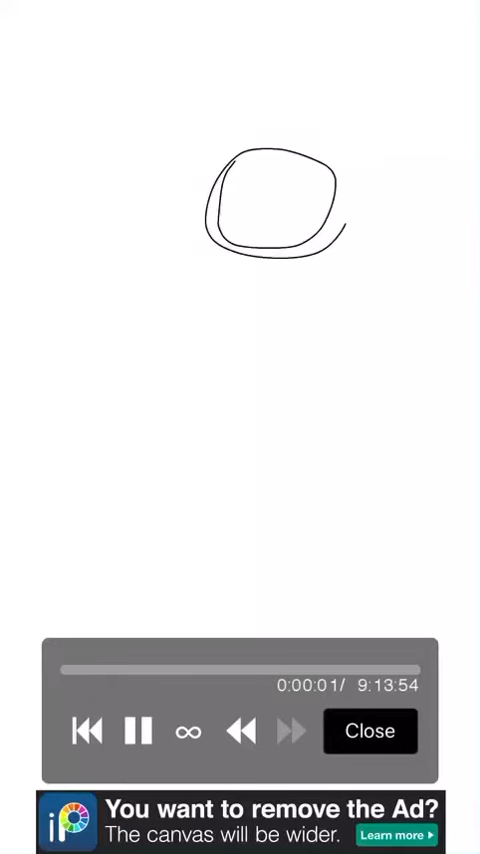 0:00:01/ 9:13:54
Close
You want to remove the Ad?
The canvas will be wider.
Learn more
iP